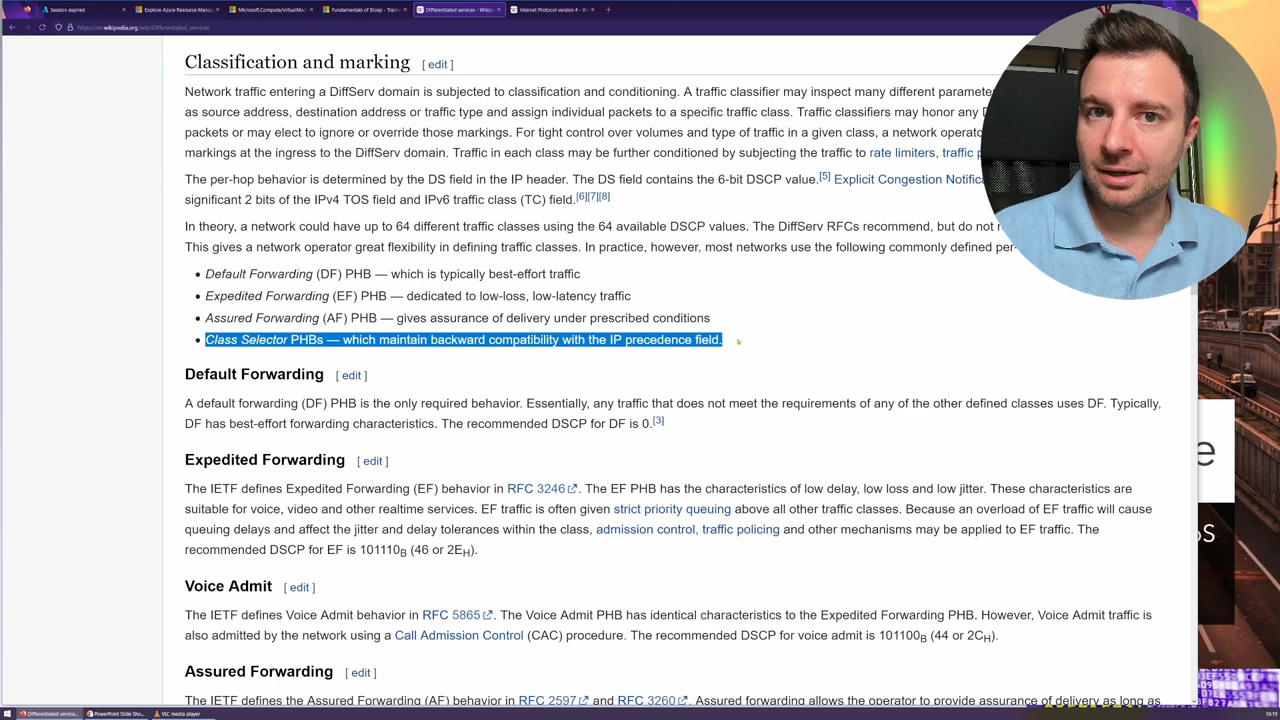 Session expired
Explore Azure Resource Manag
Microsoft.Compute/virtualMac
Fundamentals of Bicep - Train
Differentiated services - Wikip
Internet Protocol version 4 - W
https://en.wikipedia.org/wiki/Differentiated_services
Classification and marking [ edit ]
Network traffic entering a DiffServ domain is subjected to classification and conditioning. A traffic classifier may inspect many different paramete
as source address, destination address or traffic type and assign individual packets to a specific traffic class. Traffic classifiers may honor any D
packets or may elect to ignore or override those markings. For tight control over volumes and type of traffic in a given class, a network operato
markings at the ingress to the DiffServ domain. Traffic in each class may be further conditioned by subjecting the traffic to rate limiters, traffic p
The per-hop behavior is determined by the DS field in the IP header. The DS field contains the 6-bit DSCP value.[5] Explicit Congestion Notifica
significant 2 bits of the IPv4 TOS field and IPv6 traffic class (TC) field.[6][7][8]
In theory, a network could have up to 64 different traffic classes using the 64 available DSCP values. The DiffServ RFCs recommend, but do not r
This gives a network operator great flexibility in defining traffic classes. In practice, however, most networks use the following commonly defined per-
• Default Forwarding (DF) PHB — which is typically best-effort traffic
• Expedited Forwarding (EF) PHB — dedicated to low-loss, low-latency traffic
• Assured Forwarding (AF) PHB — gives assurance of delivery under prescribed conditions
• Class Selector PHBs — which maintain backward compatibility with the IP precedence field.
Default Forwarding [ edit ]
A default forwarding (DF) PHB is the only required behavior. Essentially, any traffic that does not meet the requirements of any of the other defined classes uses DF. Typically,
DF has best-effort forwarding characteristics. The recommended DSCP for DF is 0.[3]
Expedited Forwarding [ edit ]
The IETF defines Expedited Forwarding (EF) behavior in RFC 3246. The EF PHB has the characteristics of low delay, low loss and low jitter. These characteristics are
suitable for voice, video and other realtime services. EF traffic is often given strict priority queuing above all other traffic classes. Because an overload of EF traffic will cause
queuing delays and affect the jitter and delay tolerances within the class, admission control, traffic policing and other mechanisms may be applied to EF traffic. The
recommended DSCP for EF is 101110B (46 or 2EH).
Voice Admit [ edit ]
The IETF defines Voice Admit behavior in RFC 5865. The Voice Admit PHB has identical characteristics to the Expedited Forwarding PHB. However, Voice Admit traffic is
also admitted by the network using a Call Admission Control (CAC) procedure. The recommended DSCP for voice admit is 101100B (44 or 2CH).
Assured Forwarding [ edit ]
The IETF defines the Assured Forwarding (AF) behavior in RFC 2597 and RFC 3260. Assured forwarding allows the operator to provide assurance of delivery as long as
e
os
Differentiated service...
PowerPoint Slide Sho...
VLC media player
16:19